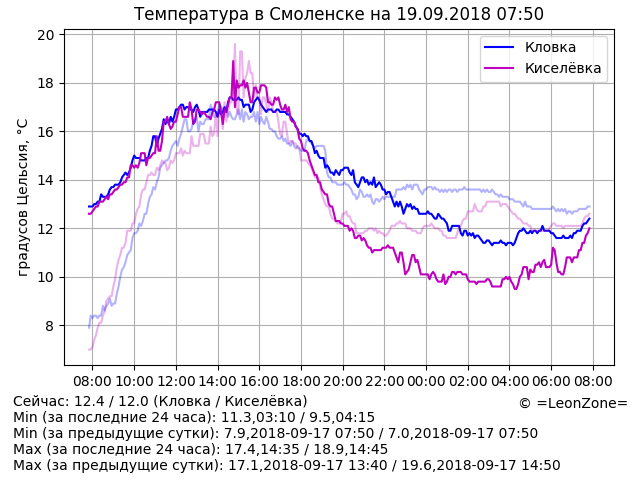 Температура в Смоленске на 19.09.2018 07:50
градусов Цельсия, °C
20
18
16
14
12
10
8
Кловка
Киселёвка
08:00 10:00 12:00 14:00 16:00 18:00 20:00 22:00 00:00 02:00 04:00 06:00 08:00
Сейчас: 12.4 / 12.0 (Кловка / Киселёвка)
© =LeonZone=
Min (за последние 24 часа): 11.3,03:10 / 9.5,04:15
Min (за предыдущие сутки): 7.9,2018-09-17 07:50 / 7.0,2018-09-17 07:50
Max (за последние 24 часа): 17.4,14:35 / 18.9,14:45
Max (за предыдущие сутки): 17.1,2018-09-17 13:40 / 19.6,2018-09-17 14:50